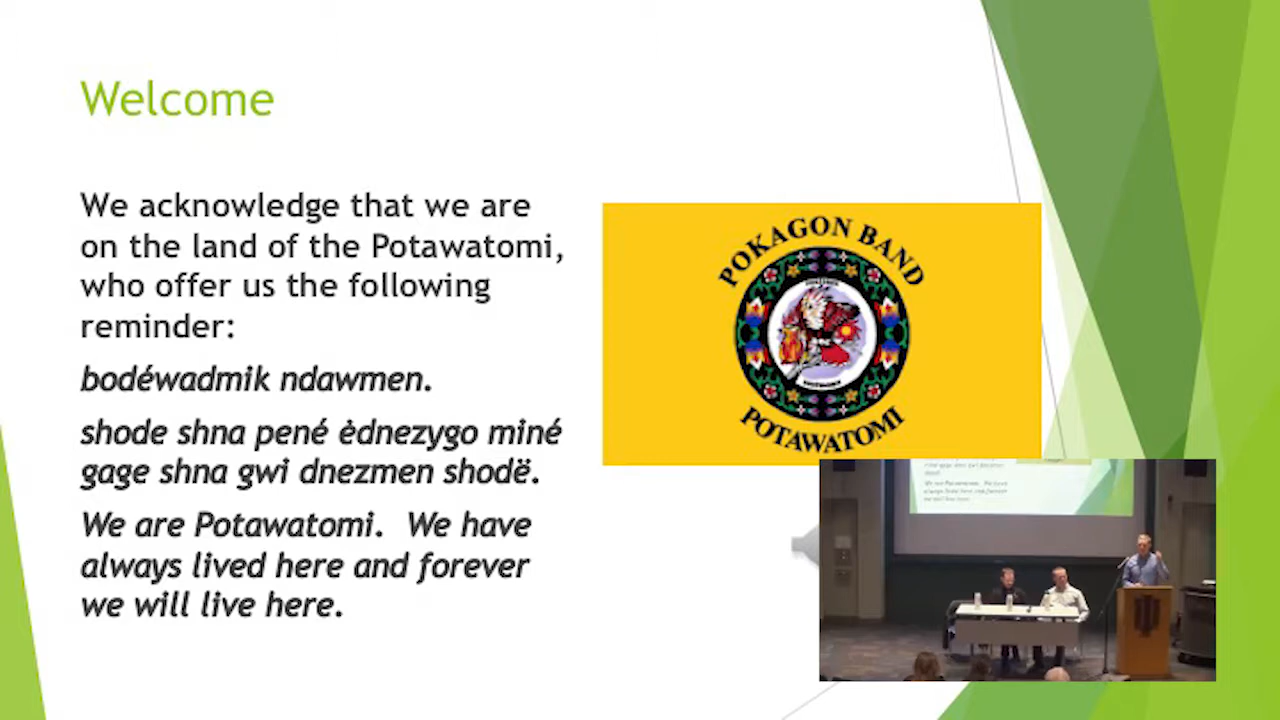 Welcome
We acknowledge that we are
on the land of the Potawatomi,
who offer us the following
reminder:
bodéwadmik ndawmen.
shode shna pené ėdnezygo miné
gage shna gwi dnezmen shodë.
We are Potawatomi.  We have
always lived here and forever
we will live here.
POKAGON BAND
POTAWATOMI